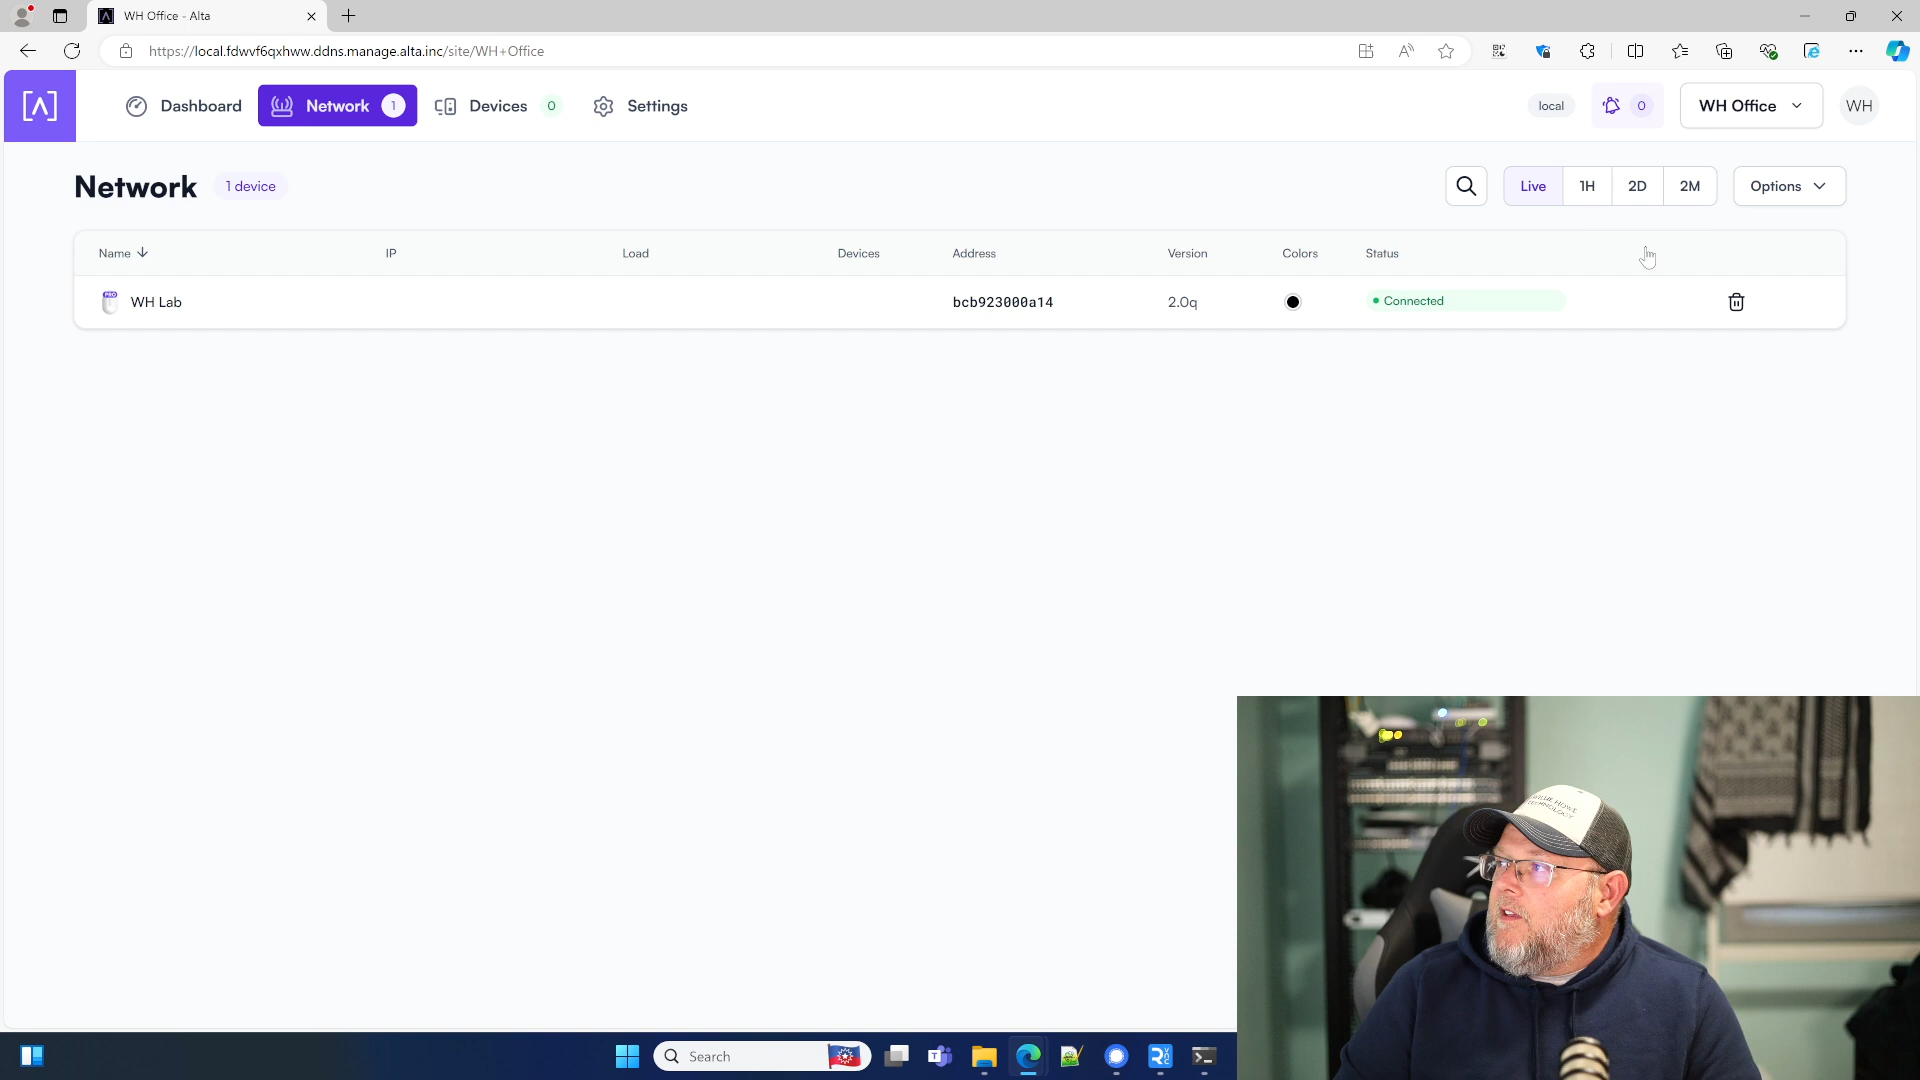 WH Office - Alta
https://local.fdwvf6qxhww.ddns.manage.alta.inc/site/WH+Office
Dashboard
Network 1
Devices 0
Settings
local
0
WH Office
WH
Network
1 device
Live 1H 2D 2M
Options
Name IP Load Devices Address Version Colors Status
PRO
WH Lab bcb923000a14 2.0q Connected
Search
TECHNOLOGY